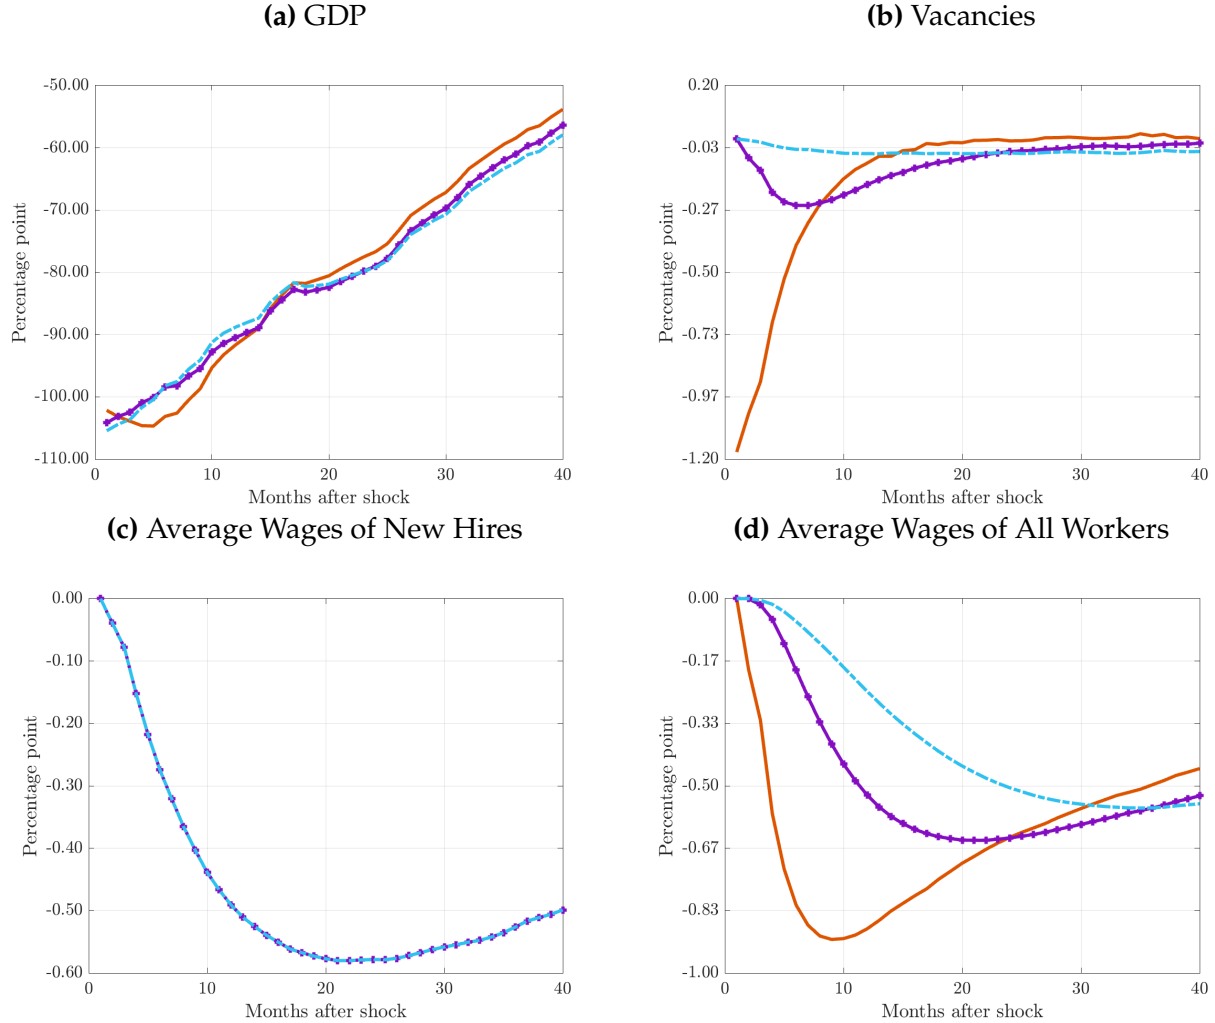 (a) GDP
-50.00
-60.00
-70.00
-80.00
-90.00
-100.00
-110.00
Percentage point
0 10 20 30 40
Months after shock
(b) Vacancies
0.20
-0.03
-0.27
-0.50
-0.73
-0.97
-1.20
Percentage point
0 10 20 30 40
Months after shock
(c) Average Wages of New Hires
0.00
-0.10
-0.20
-0.30
-0.40
-0.50
-0.60
Percentage point
0 10 20 30 40
Months after shock
(d) Average Wages of All Workers
0.00
-0.17
-0.33
-0.50
-0.67
-0.83
-1.00
Percentage point
0 10 20 30 40
Months after shock